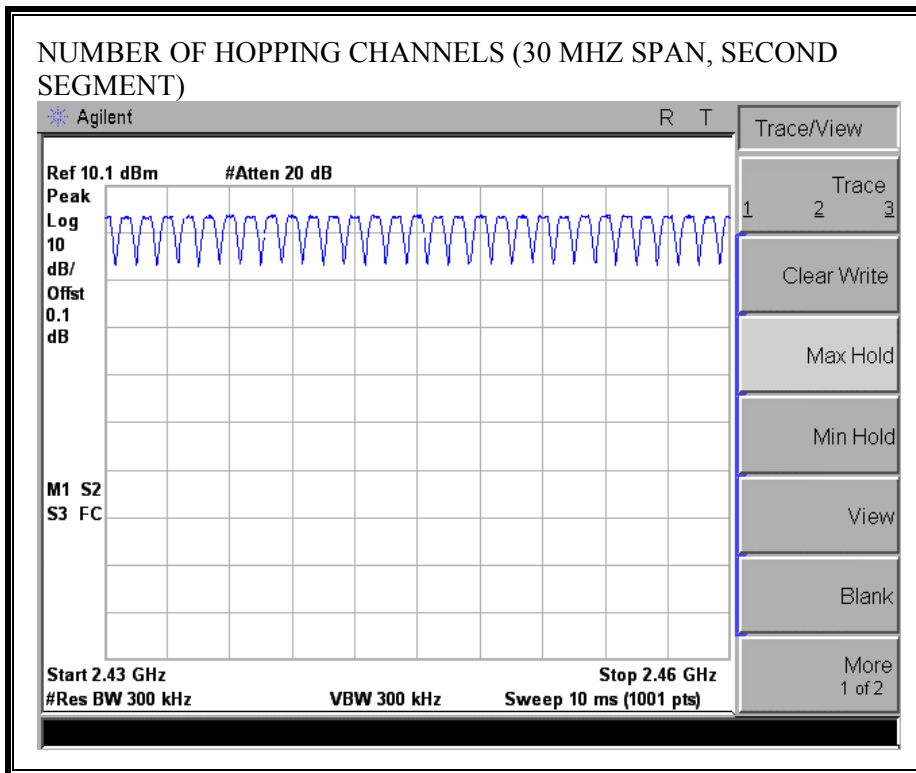 NUMBER OF HOPPING CHANNELS (30 MHZ SPAN, SECOND
SEGMENT)
Agilent R T
Trace/View
Ref 10.1 dBm #Atten 20 dB
Peak
Log
10
dB/
Offst
0.1
dB
M1 S2
S3 FC
Start 2.43 GHz Stop 2.46 GHz
#Res BW 300 kHz VBW 300 kHz Sweep 10 ms (1001 pts)
Trace
1 2 3
Clear Write
Max Hold
Min Hold
View
Blank
More
1 of 2